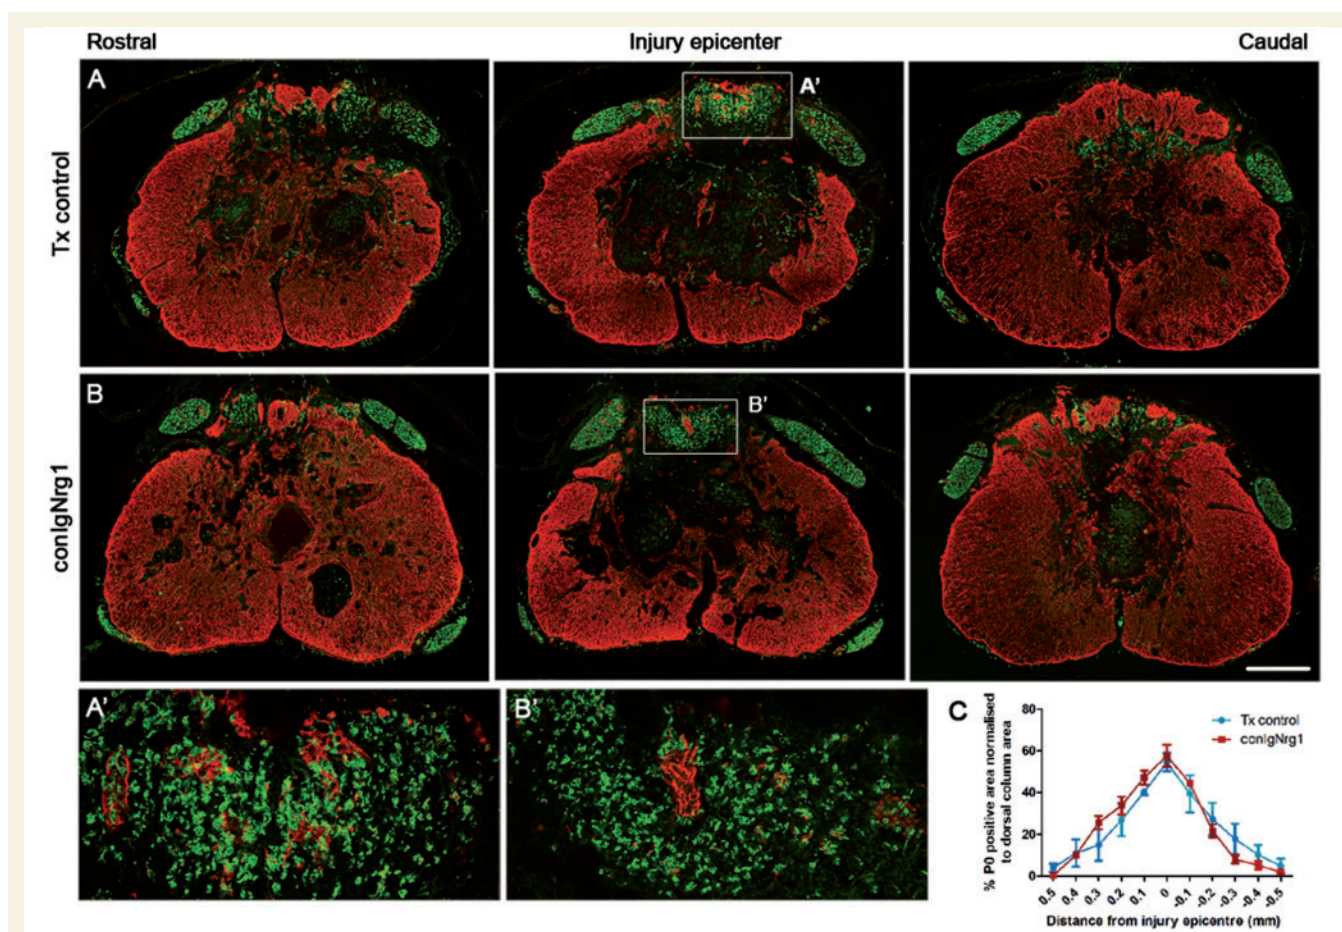 Rostral Injury epicenter Caudal
A
A'
Tx control
B
B'
conIgNrg1
A'
B'
C
Tx control
conIgNrg1
80
60
40
20
0
% P0 positive area normalised
to dorsal column area
0.5 0.4 0.3 0.2 0.1 0 -0.1 -0.2 -0.3 -0.4 -0.5
Distance from injury epicentre (mm)